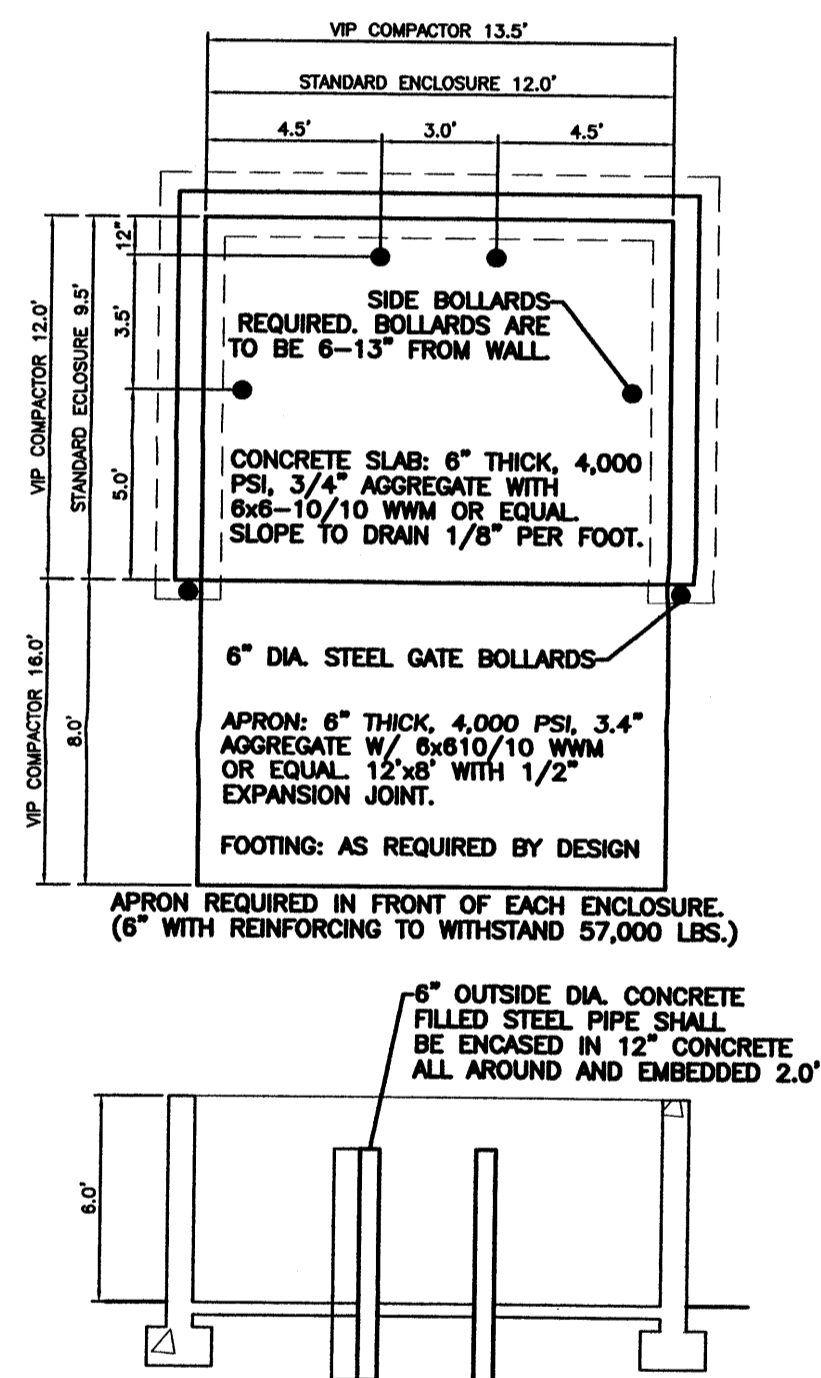 VIP COMPACTOR 13.5'
STANDARD ENCLOSURE 12.0'
4.5'
3.0'
4.5'
12"
3.5'
5.0'
STANDARD ECLOSURE 9.5'
VIP COMPACTOR 12.0'
SIDE BOLLARDS
REQUIRED. BOLLARDS ARE
TO BE 6-13" FROM WALL.
CONCRETE SLAB: 6" THICK, 4,000
PSI, 3/4" AGGREGATE WITH
6x6-10/10 WWM OR EQUAL.
SLOPE TO DRAIN 1/8" PER FOOT.
VIP COMPACTOR 16.0'
8.0'
6" DIA. STEEL GATE BOLLARDS
APRON: 6" THICK, 4,000 PSI, 3.4"
AGGREGATE W/ 6x610/10 WWM
OR EQUAL. 12'x8' WITH 1/2"
EXPANSION JOINT.
FOOTING: AS REQUIRED BY DESIGN
APRON REQUIRED IN FRONT OF EACH ENCLOSURE.
(6" WITH REINFORCING TO WITHSTAND 57,000 LBS.)
6" OUTSIDE DIA. CONCRETE
FILLED STEEL PIPE SHALL
BE ENCASED IN 12" CONCRETE
ALL AROUND AND EMBEDDED 2.0'
6.0'